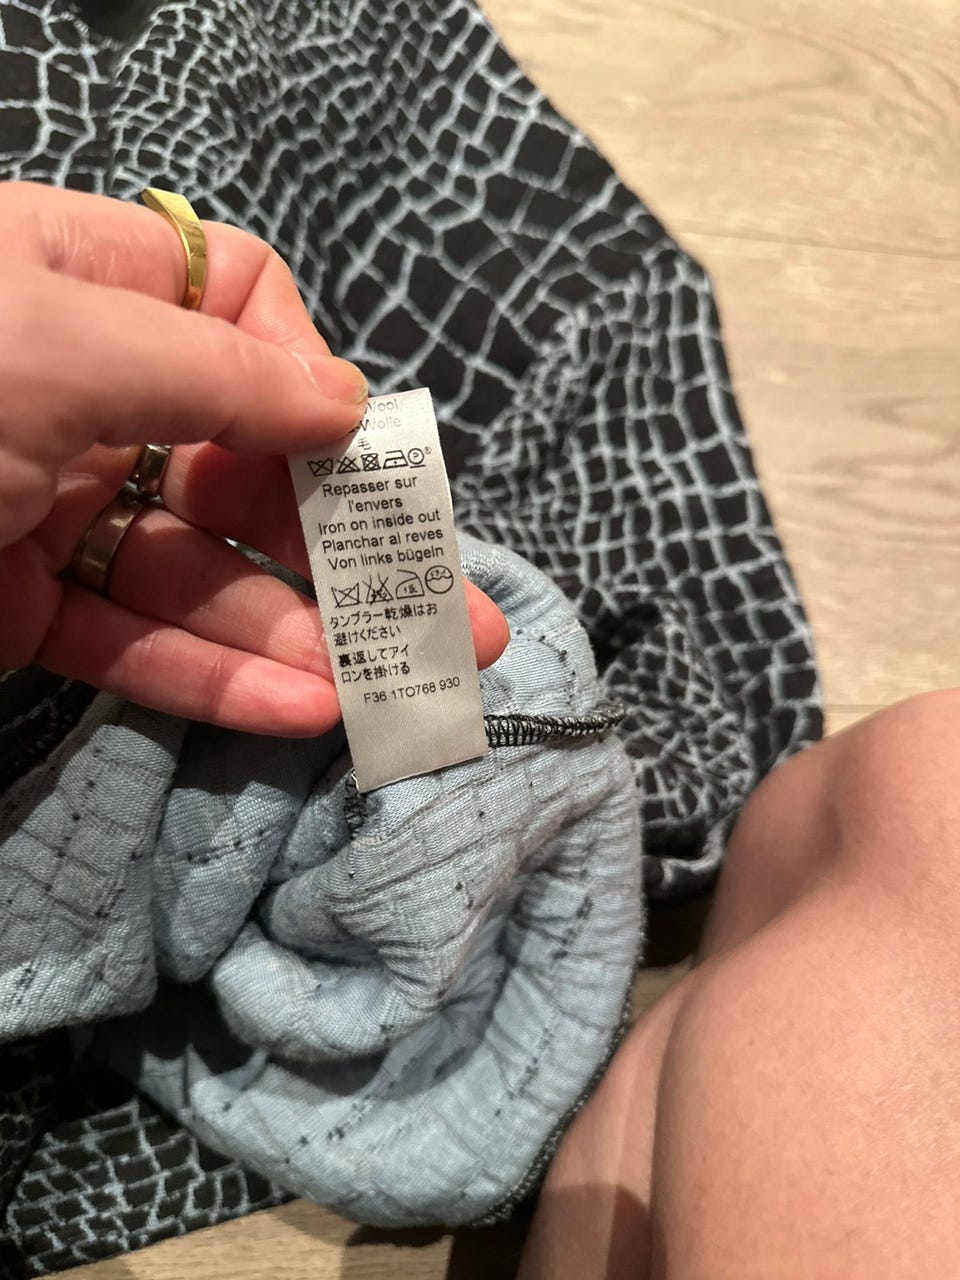 Wool
Wolle
毛
Repasser sur
l'envers
Iron on inside out
Planchar al reves
Von links bügeln
タンブラー乾燥はお
避けください
裏返してアイ
ロンを掛ける
F36 1TO768 930